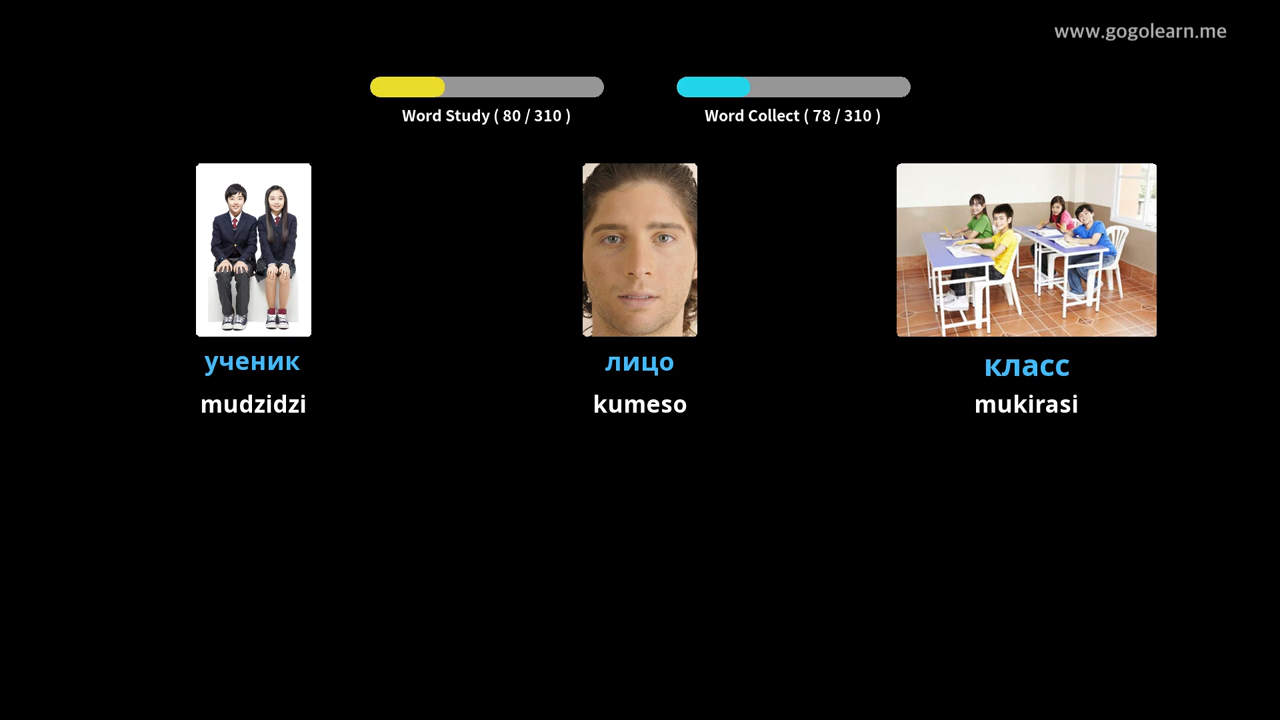 www.gogolearn.me
Word Study ( 80 / 310 )
Word Collect ( 78 / 310 )
ученик
лицо
класс
mudzidzi
kumeso
mukirasi